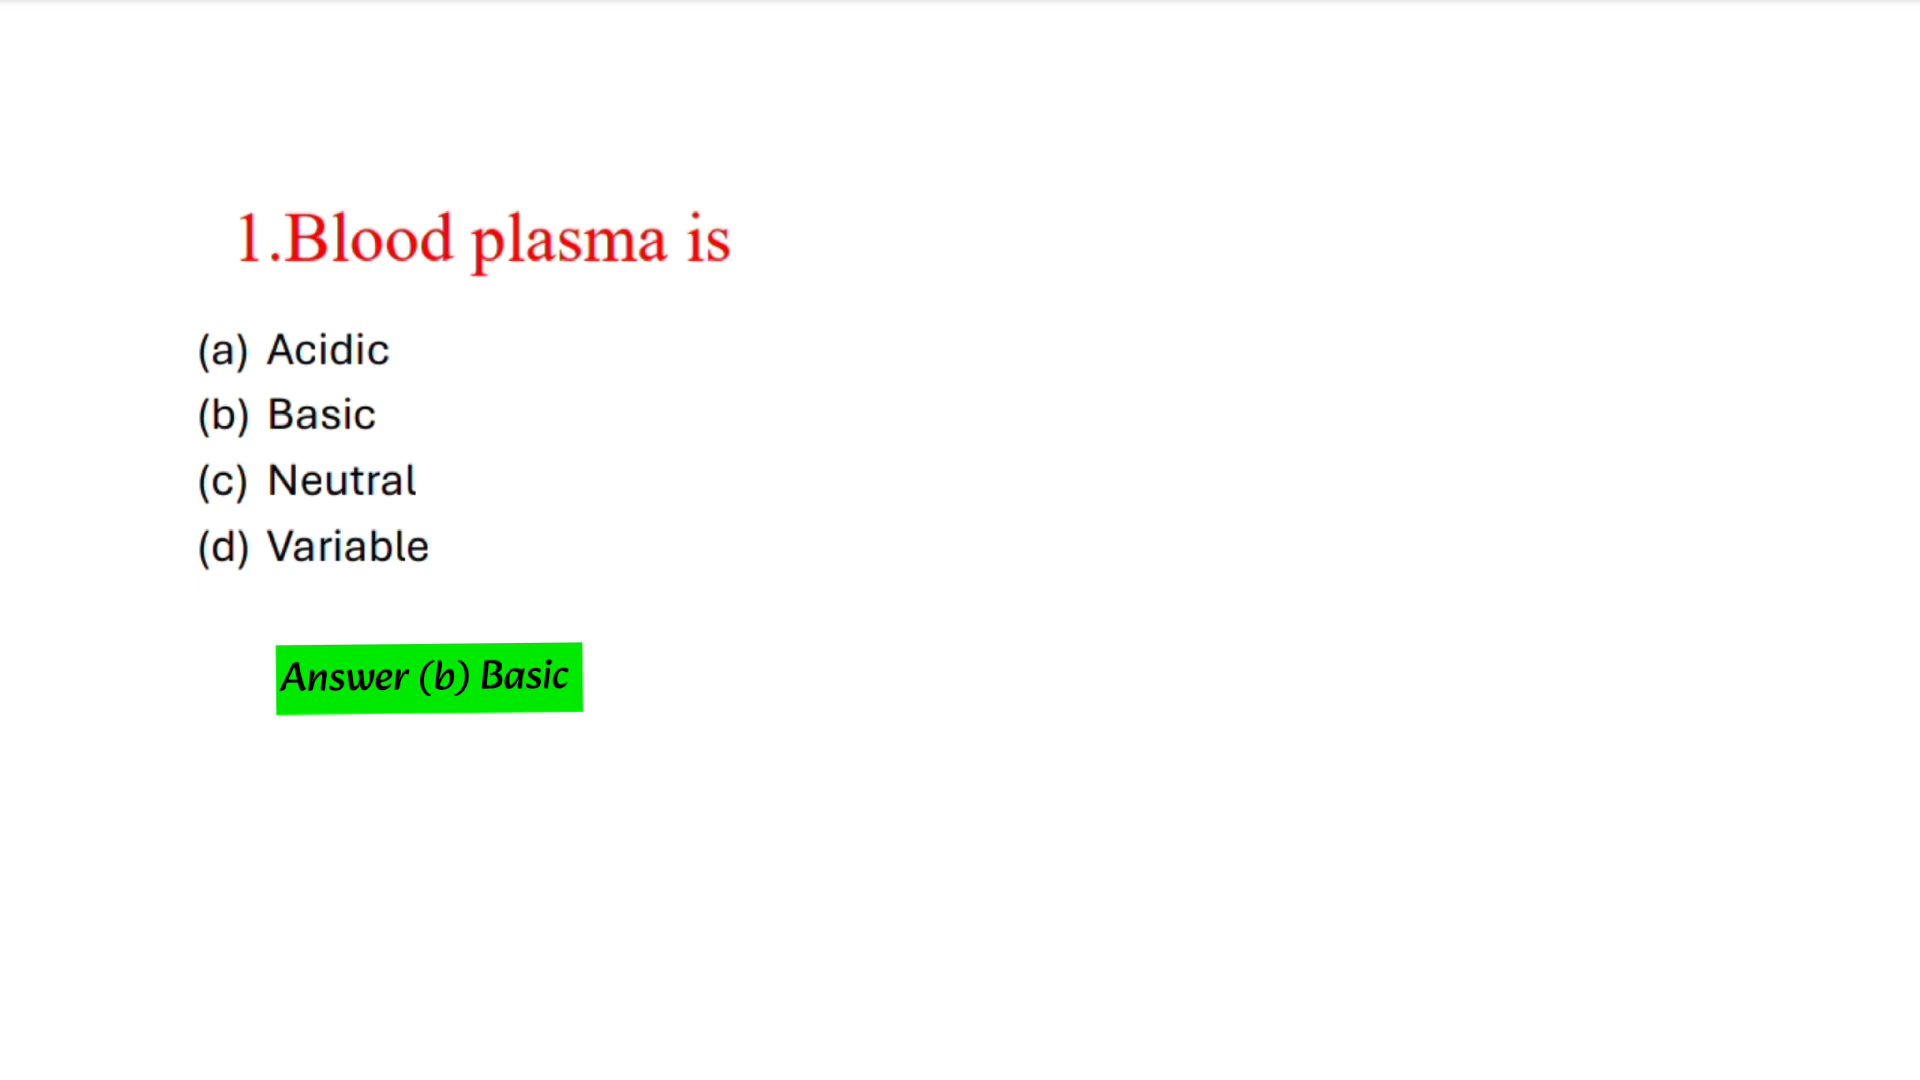 1.Blood plasma is
(a) Acidic
(b) Basic
(c) Neutral
(d) Variable
Answer (b) Basic